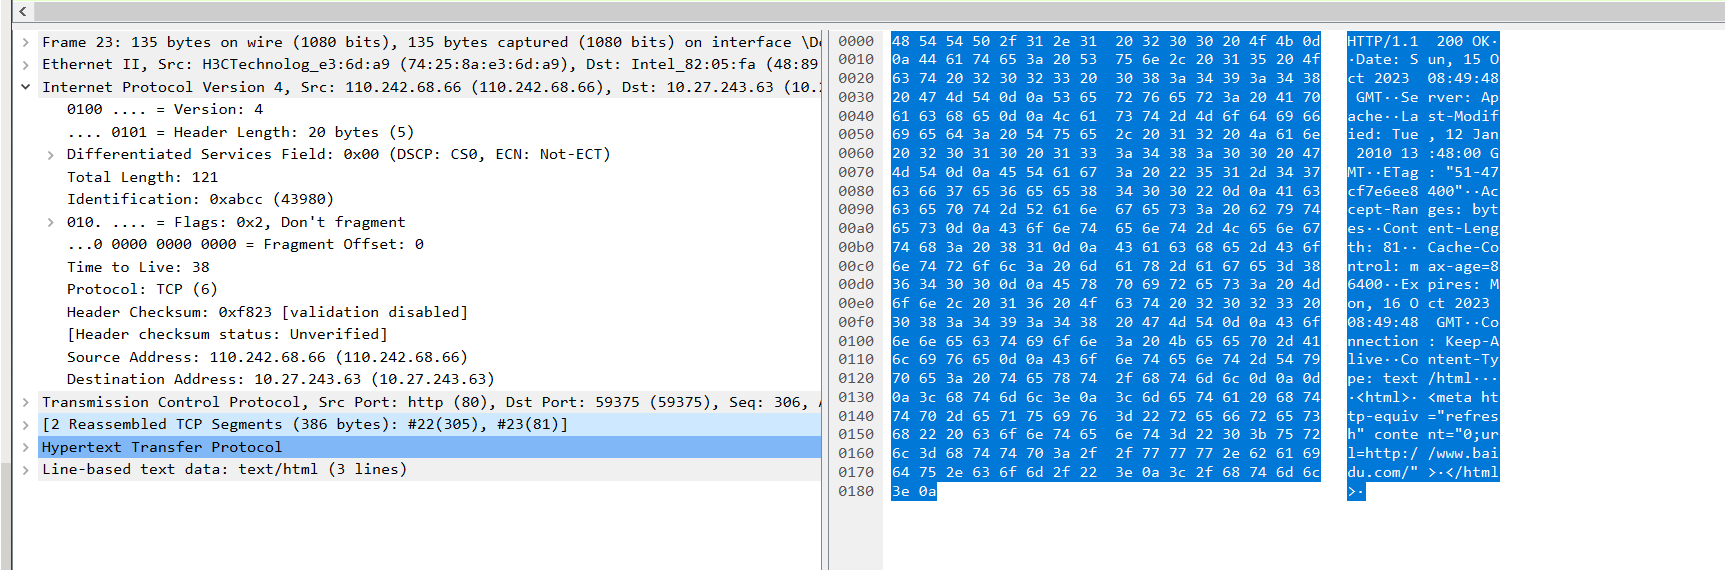 Frame 23: 135 bytes on wire (1080 bits), 135 bytes captured (1080 bits) on interface
Ethernet II, Src: H3CTechnolog_e3:6d:a9 (74:25:8a:e3:6d:a9), Dst: Intel_82:05:fa (48:89
Internet Protocol Version 4, Src: 110.242.68.66 (110.242.68.66), Dst: 10.27.243.63 (10.
0100 .... = Version: 4
.... 0101 = Header Length: 20 bytes (5)
Differentiated Services Field: 0x00 (DSCP: CS0, ECN: Not-ECT)
Total Length: 121
Identification: 0xabcc (43980)
010. .... = Flags: 0x2, Don't fragment
...0 0000 0000 0000 = Fragment Offset: 0
Time to Live: 38
Protocol: TCP (6)
Header Checksum: 0xf823 [validation disabled]
[Header checksum status: Unverified]
Source Address: 110.242.68.66 (110.242.68.66)
Destination Address: 10.27.243.63 (10.27.243.63)
Transmission Control Protocol, Src Port: http (80), Dst Port: 59375 (59375), Seq: 306,
[2 Reassembled TCP Segments (386 bytes): #22(305), #23(81)]
Hypertext Transfer Protocol
Line-based text data: text/html (3 lines)
0000 48 54 54 50 2f 31 2e 31 20 32 30 30 20 4f 4b 0d HTTP/1.1 200 OK·
0010 0a 44 61 74 65 3a 20 53 75 6e 2c 20 31 35 20 4f ·Date: S un, 15 O
0020 63 74 20 32 30 32 33 20 30 38 3a 34 39 3a 34 38 ct 2023 08:49:48
0030 20 47 4d 54 0d 0a 53 65 72 76 65 72 3a 20 41 70 GMT··Se rver: Ap
0040 61 63 68 65 0d 0a 4c 61 73 74 2d 4d 6f 64 69 66 ache··La st-Modif
0050 69 65 64 3a 20 54 75 65 2c 20 31 32 20 4a 61 6e ied: Tue , 12 Jan
0060 20 32 30 31 30 20 31 33 3a 34 38 3a 30 30 20 47 2010 13 :48:00 G
0070 4d 54 0d 0a 45 54 61 67 3a 20 22 35 31 2d 34 37 MT··ETag : "51-47
0080 63 66 37 65 36 65 65 38 34 30 30 22 0d 0a 41 63 cf7e6ee8 400"··Ac
0090 63 65 70 74 2d 52 61 6e 67 65 73 3a 20 62 79 74 cept-Ran ges: byt
00a0 65 73 0d 0a 43 6f 6e 74 65 6e 74 2d 4c 65 6e 67 es··Cont ent-Leng
00b0 74 68 3a 20 38 31 0d 0a 43 61 63 68 65 2d 43 6f th: 81·· Cache-Co
00c0 6e 74 72 6f 6c 3a 20 6d 61 78 2d 61 67 65 3d 38 ntrol: m ax-age=8
00d0 36 34 30 30 0d 0a 45 78 70 69 72 65 73 3a 20 4d 6400··Ex pires: M
00e0 6f 6e 2c 20 31 36 20 4f 63 74 20 32 30 32 33 20 on, 16 O ct 2023
00f0 30 38 3a 34 39 3a 34 38 20 47 4d 54 0d 0a 43 6f 08:49:48 GMT··Co
0100 6e 6e 65 63 74 69 6f 6e 3a 20 4b 65 65 70 2d 41 nnection : Keep-A
0110 6c 69 76 65 0d 0a 43 6f 6e 74 65 6e 74 2d 54 79 live··Co ntent-Ty
0120 70 65 3a 20 74 65 78 74 2f 68 74 6d 6c 0d 0a 0d pe: text /html···
0130 0a 3c 68 74 6d 6c 3e 0a 3c 6d 65 74 61 20 68 74 ·<html>· <meta ht
0140 74 70 2d 65 71 75 69 76 3d 22 72 65 66 72 65 73 tp-equiv ="refres
0150 68 22 20 63 6f 6e 74 65 6e 74 3d 22 30 3b 75 72 h" conte nt="0;ur
0160 6c 3d 68 74 74 70 3a 2f 2f 77 77 77 2e 62 61 69 l=http:/ /www.bai
0170 64 75 2e 63 6f 6d 2f 22 3e 0a 3c 2f 68 74 6d 6c du.com/" >·</html
0180 3e 0a >·